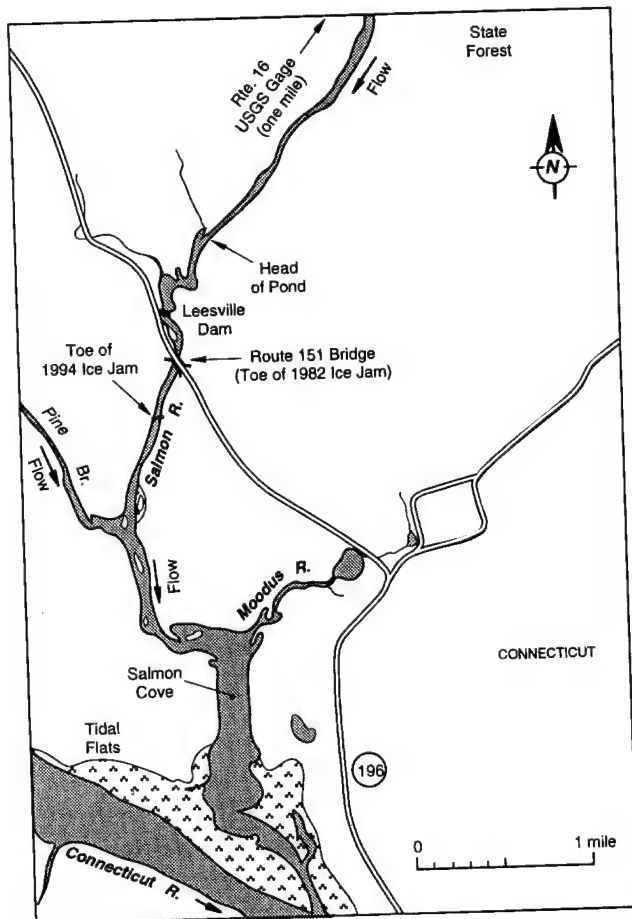 State
Forest
Rte. 16
USGS Gage
(one mile)
Flow
N
Head
of Pond
Leesville
Dam
Toe of
1994 Ice Jam
Route 151 Bridge
(Toe of 1982 Ice Jam)
Salmon R.
Pine Br.
Flow
Flow
Moodus R.
CONNECTICUT
Salmon
Cove
Tidal
Flats
196
0 1 mile
Connecticut R.